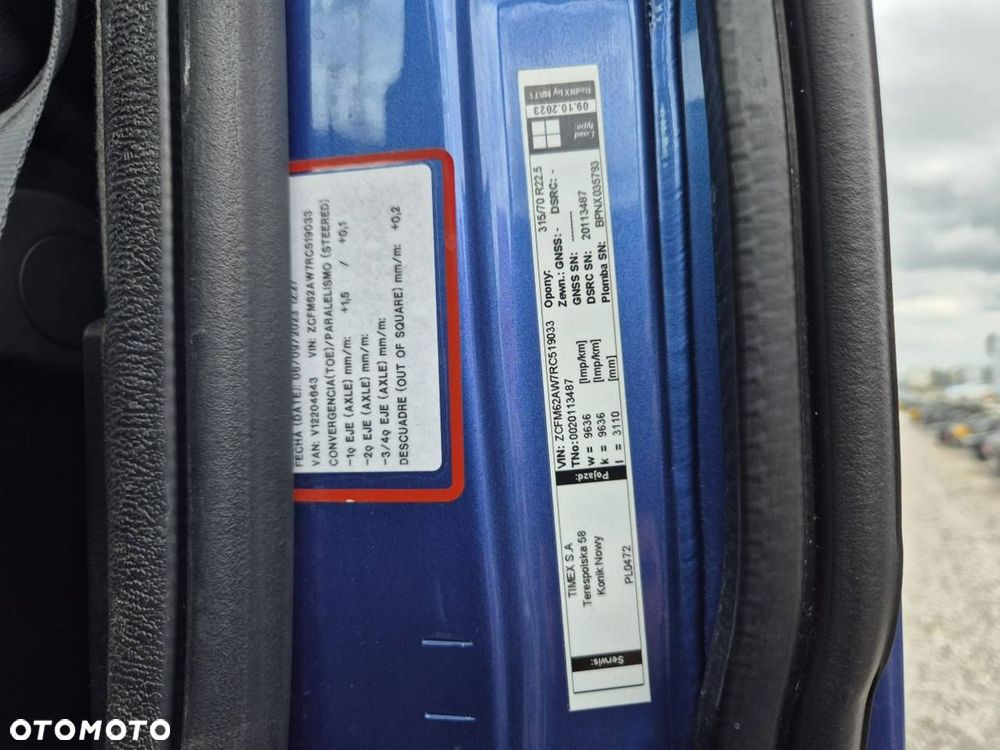 FECHA (DATE): 06/09/2023 12:27
VAN: V12204643 VIN: ZCFM62AW7RC519033
CONVERGENCIA(TOE)/PARALELISMO (STEERED)
-1º EJE (AXLE) mm/m: +1,5 / +0,1
-2º EJE (AXLE) mm/m:
-3/4º EJE (AXLE) mm/m:
DESCUADRE (OUT OF SQUARE) mm/m: +0,2
Serwis:
TIMEX S.A
Terespolska 58
Konik Nowy
PL0472
Pojazd:
VIN: ZCFM62AW7RC519033
TNo:0020113487
w = 9636 [Imp/km]
k = 9636 [Imp/km]
l = 3110 [mm]
Opony: 315/70 R22.5
Zewn.: GNSS:- DSRC: -
GNSS SN: ---------
DSRC SN: 20113487
Plomba SN: BPNX035793
Load type:
09.10.2023
RedNX by MATT
OTOMOTO